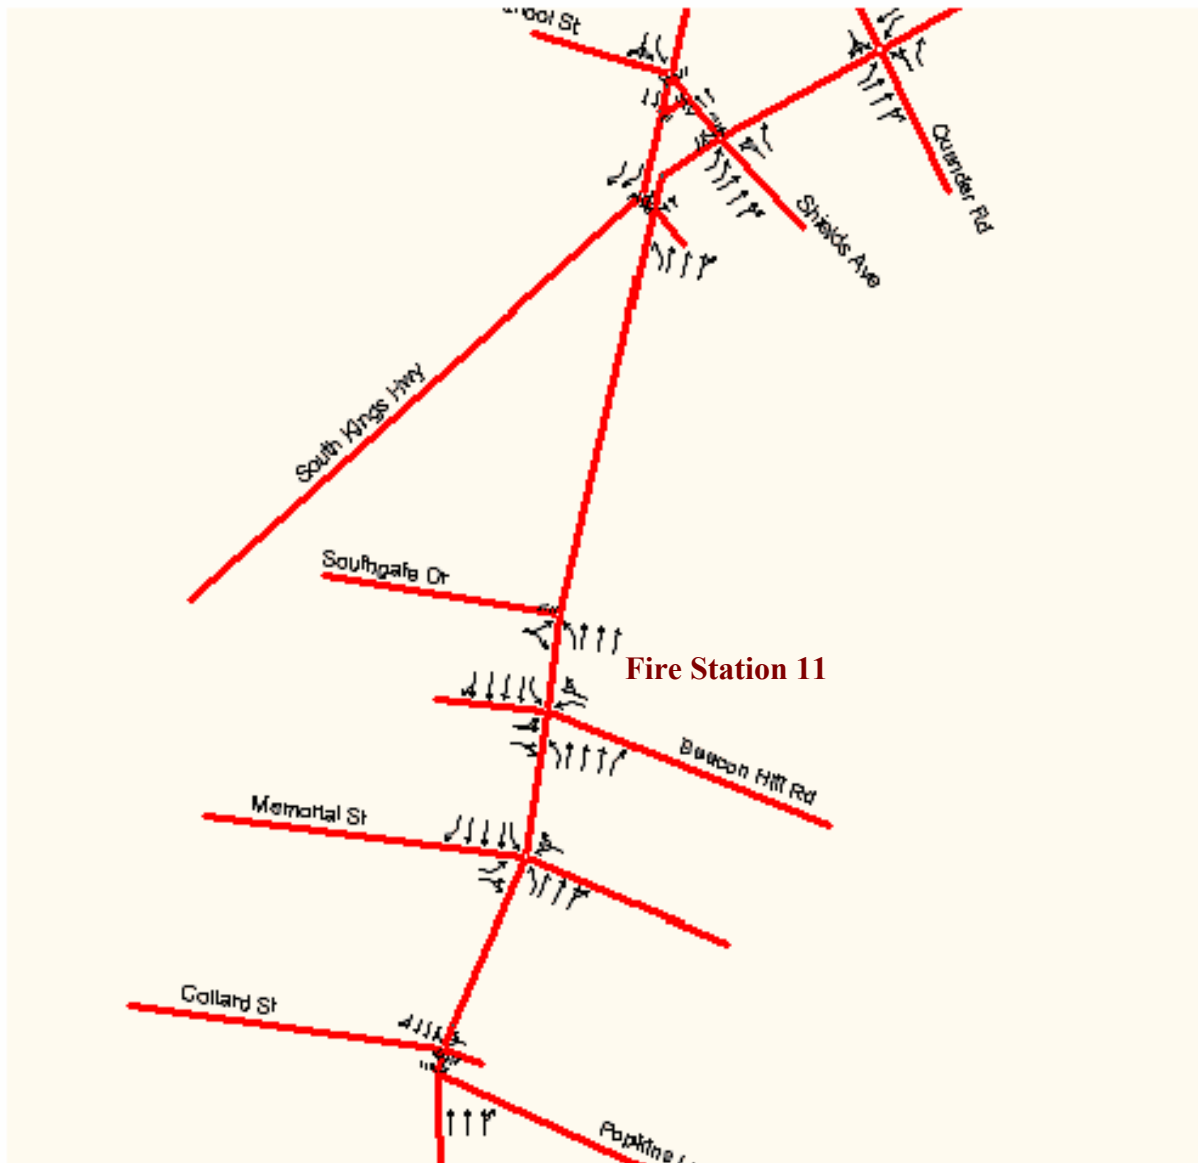 St
Quander Rd
Shields Ave
South Kings Hwy
Southgate Dr
Fire Station 11
Beacon Hill Rd
Memorial St
Collard St
Popkins